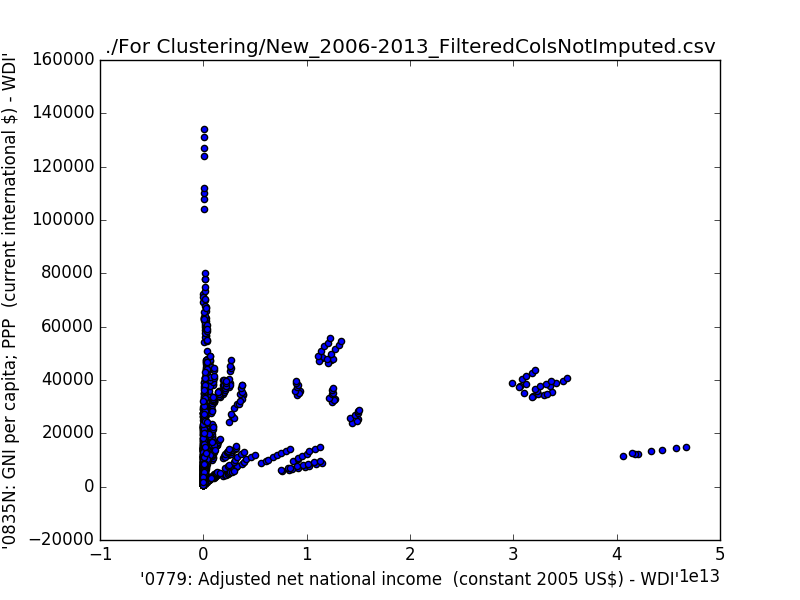 ./For Clustering/New_2006-2013_FilteredColsNotImputed.csv
'0835N: GNI per capita; PPP  (current international $) - WDI'
160000
140000
120000
100000
80000
60000
40000
20000
0
−20000
−1 0 1 2 3 4 5
1e13
'0779: Adjusted net national income  (constant 2005 US$) - WDI'